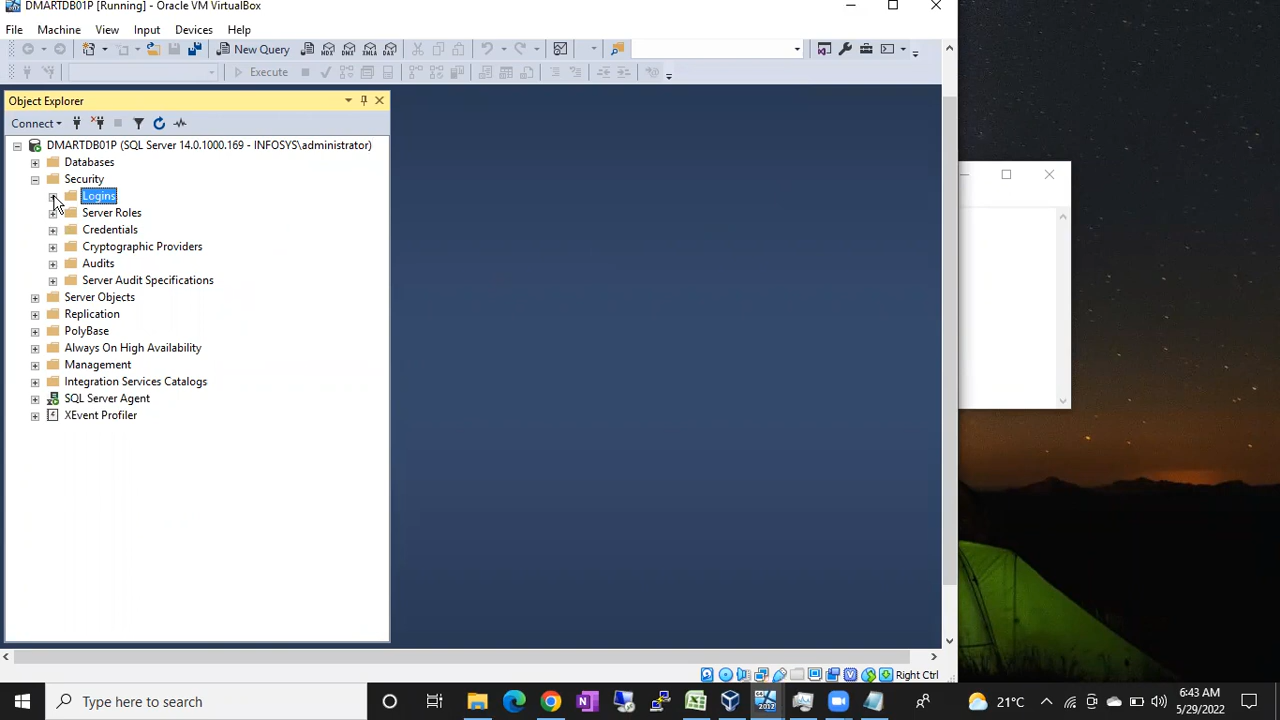 DMARTDB01P [Running] - Oracle VM VirtualBox
File Machine View Input Devices Help
New Query
Execute
Object Explorer
Connect
DMARTDB01P (SQL Server 14.0.1000.169 - INFOSYS\administrator)
Databases
Security
Logins
Server Roles
Credentials
Cryptographic Providers
Audits
Server Audit Specifications
Server Objects
Replication
PolyBase
Always On High Availability
Management
Integration Services Catalogs
SQL Server Agent
XEvent Profiler
Right Ctrl
Type here to search
21°C
6:43 AM
5/29/2022